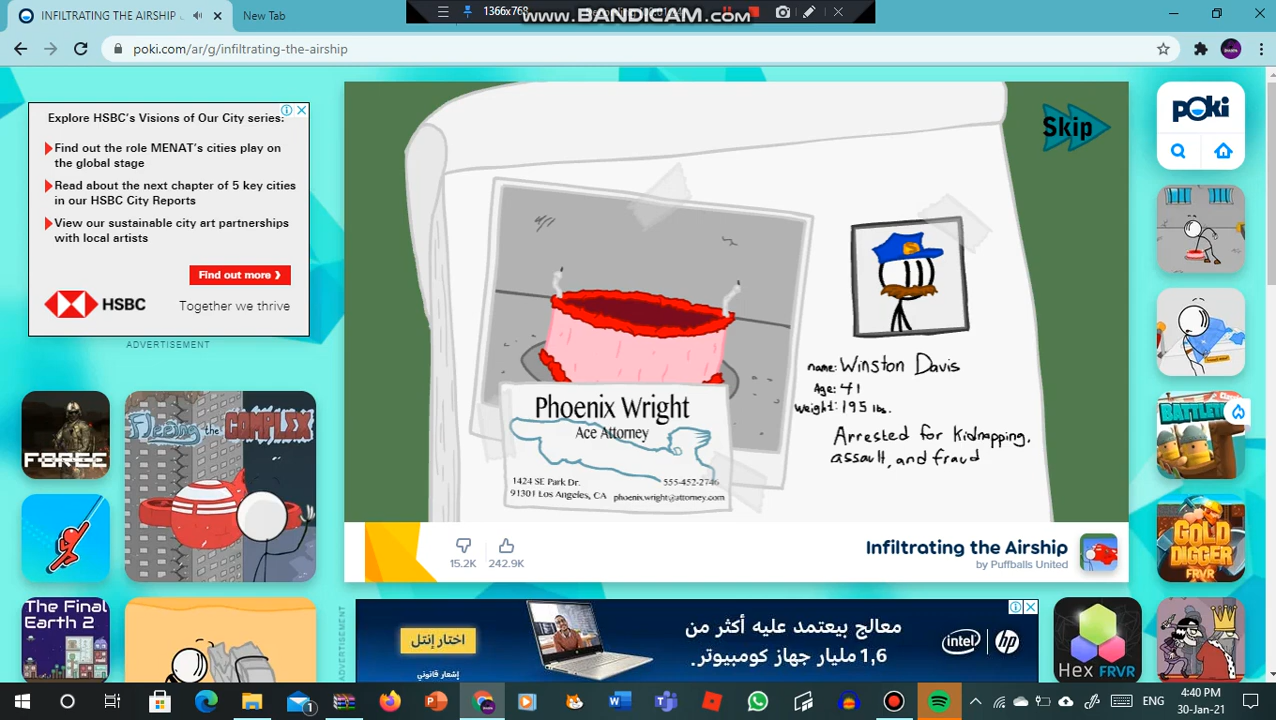 INFILTRATING THE AIRSHIP
New Tab
1366x768
www.BANDICAM.com
poki.com/ar/g/infiltrating-the-airship
Explore HSBC's Visions of Our City series:
Find out the role MENAT's cities play on
the global stage
Read about the next chapter of 5 key cities
in our HSBC City Reports
View our sustainable city art partnerships
with local artists
Find out more
HSBC
Together we thrive
ADVERTISEMENT
Skip
POKI
name: Winston Davis
Age: 41
Weight: 195 lbs.
Arrested for Kidnapping,
assault, and fraud
Phoenix Wright
Ace Attorney
1424 SE Park Dr.
555-452-2746
91301 Los Angeles, CA
phoenix.wright@attorney.com
15.2K
242.9K
Infiltrating the Airship
by Puffballs United
FORCE
Fleeing the COMPLEX
BATTLE
GOLD
DIGGER
FRVR
The Final
Earth 2
ADVERTISEMENT
اختار إنتل
إشعار قانوني
معالج يعتمد عليه أكثر من
1,6 مليار جهاز كومبيوتر.
intel
hp
Hex FRVR
1
ENG
4:40 PM
30-Jan-21